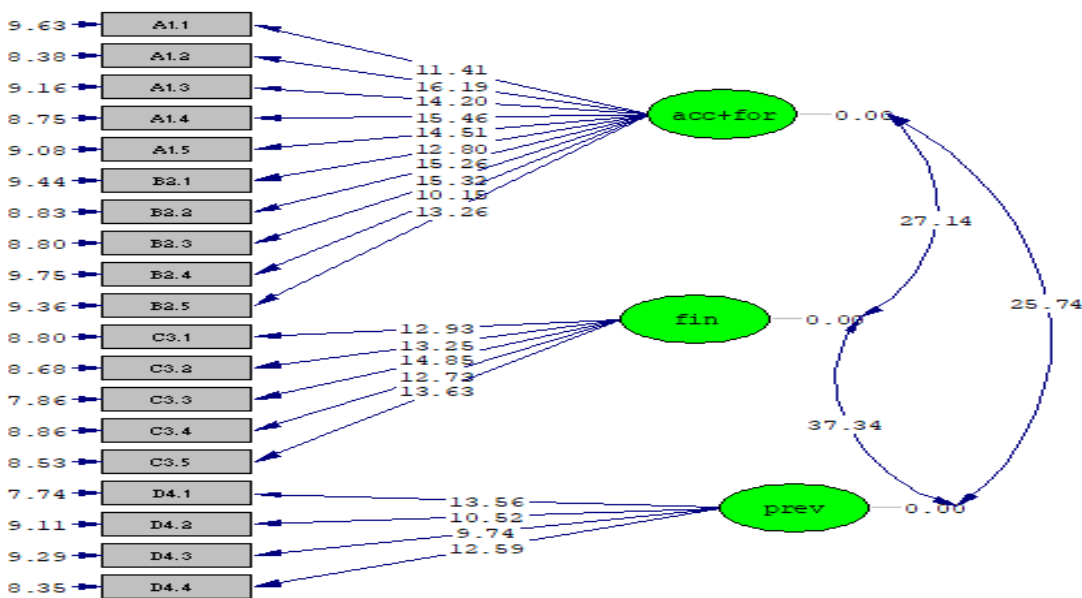 9.63 A1.1
8.38 A1.2
9.16 A1.3
8.75 A1.4
9.08 A1.5
9.44 B2.1
8.83 B2.2
8.80 B2.3
9.75 B2.4
9.36 B2.5
8.80 C3.1
8.68 C3.2
7.86 C3.3
8.86 C3.4
8.53 C3.5
7.74 D4.1
9.11 D4.2
9.29 D4.3
8.35 D4.4
11.41
16.19
14.20
15.46
14.51
12.80
15.26
15.32
10.15
13.26
12.93
13.25
14.85
12.73
13.63
13.56
10.52
9.74
12.59
acc+for 0.00
fin 0.00
prev 0.00
27.14
25.74
37.34